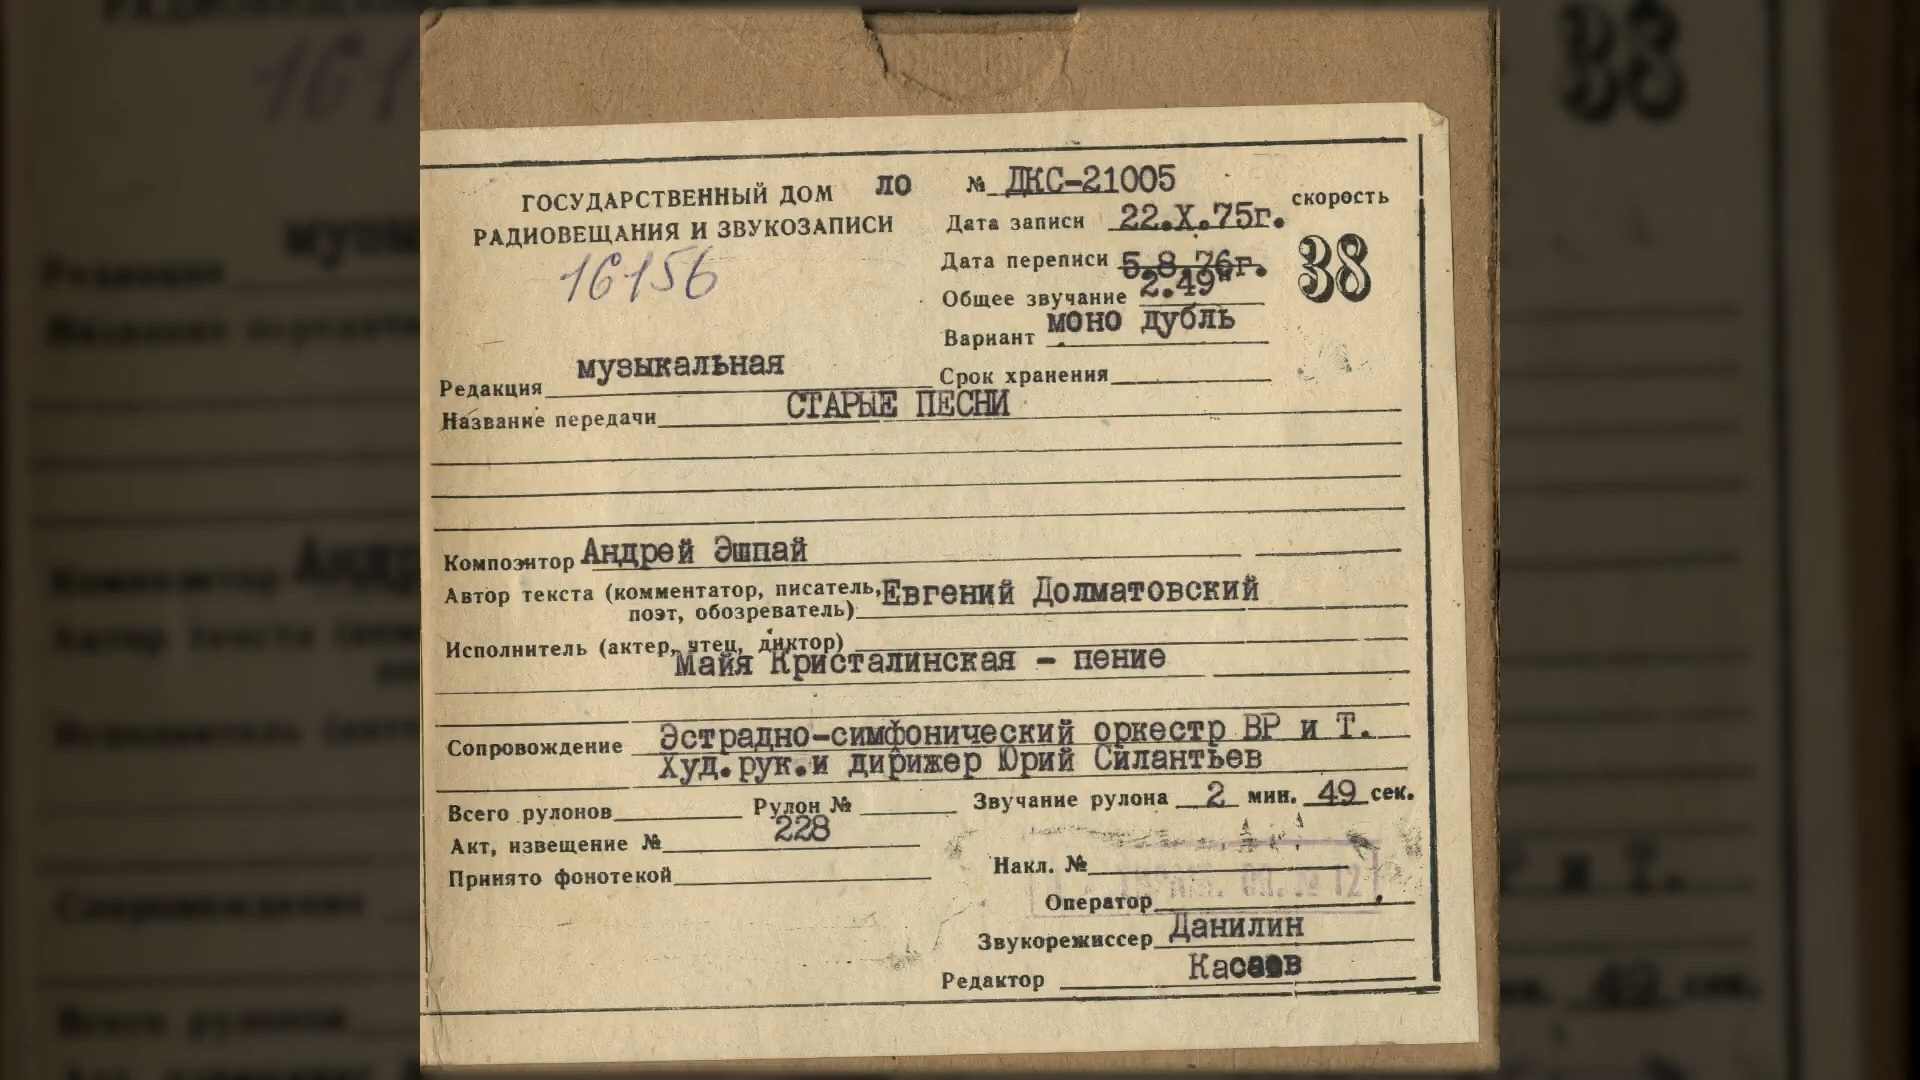 ГОСУДАРСТВЕННЫЙ ДОМ
РАДИОВЕЩАНИЯ И ЗВУКОЗАПИСИ
16156
ЛО
№ ДКС-21005
Дата записи 22.X.75г.
Дата переписи 5.8.76г.
Общее звучание 2.49"
Вариант моно дубль
Срок хранения
скорость
38
Редакция музыкальная
Название передачи СТАРЫЕ ПЕСНИ
Композитор Андрей Эшпай
Автор текста (комментатор, писатель, Евгений Долматовский
поэт, обозреватель)
Исполнитель (актер, чтец, диктор)
Майя Кристалинская - пение
Сопровождение Эстрадно-симфонический оркестр ВР и Т.
Худ.рук.и дирижер Юрий Силантьев
Всего рулонов Рулон № Звучание рулона 2 мин. 49 сек.
Акт, извещение № 228
Принято фонотекой
Накл. №
Оператор
Звукорежиссер Данилин
Редактор Касаев